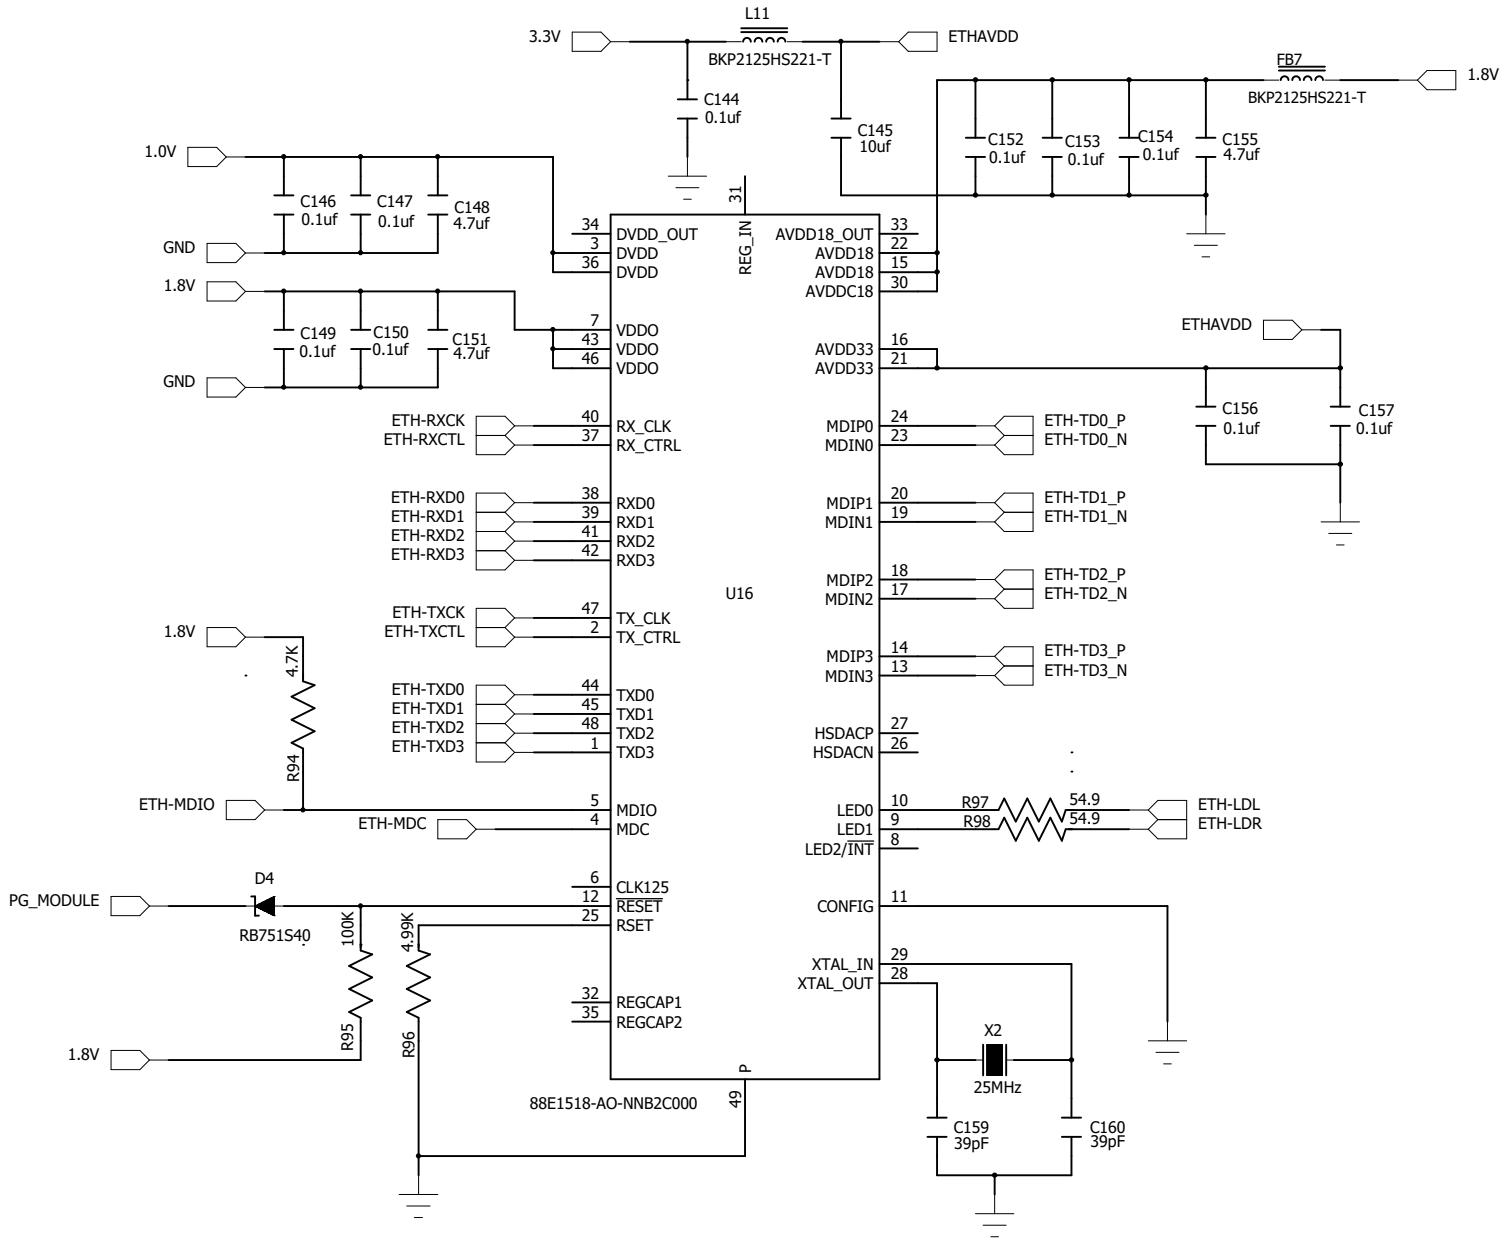 L11
3.3V
ETHAVDD
BKP2125HS221-T
FB7
1.8V
BKP2125HS221-T
C144
0.1uf
C145
10uf
C152
0.1uf
C153
0.1uf
C154
0.1uf
C155
4.7uf
1.0V
C146
0.1uf
C147
0.1uf
C148
4.7uf
GND
1.8V
C149
0.1uf
C150
0.1uf
C151
4.7uf
GND
31
REG_IN
34 DVDD_OUT
3 DVDD
36 DVDD
7 VDDO
43 VDDO
46 VDDO
AVDD18_OUT 33
AVDD18 22
AVDD18 15
AVDDC18 30
ETHAVDD
AVDD33 16
AVDD33 21
C156
0.1uf
C157
0.1uf
ETH-RXCK 40 RX_CLK
ETH-RXCTL 37 RX_CTRL
MDIP0 24 ETH-TD0_P
MDIN0 23 ETH-TD0_N
ETH-RXD0 38 RXD0
ETH-RXD1 39 RXD1
ETH-RXD2 41 RXD2
ETH-RXD3 42 RXD3
MDIP1 20 ETH-TD1_P
MDIN1 19 ETH-TD1_N
U16
MDIP2 18 ETH-TD2_P
MDIN2 17 ETH-TD2_N
ETH-TXCK 47 TX_CLK
ETH-TXCTL 2 TX_CTRL
1.8V
4.7K
R94
MDIP3 14 ETH-TD3_P
MDIN3 13 ETH-TD3_N
ETH-TXD0 44 TXD0
ETH-TXD1 45 TXD1
ETH-TXD2 48 TXD2
ETH-TXD3 1 TXD3
HSDACP 27
HSDACN 26
ETH-MDIO 5 MDIO
ETH-MDC 4 MDC
LED0 10 R97 54.9 ETH-LDL
LED1 9 R98 54.9 ETH-LDR
LED2/INT 8
D4
PG_MODULE
RB751S40
100K
R95
4.99K
R96
1.8V
6 CLK125
12 RESET
25 RSET
CONFIG 11
XTAL_IN 29
XTAL_OUT 28
32 REGCAP1
35 REGCAP2
X2
25MHz
P
49
88E1518-AO-NNB2C000
C159
39pF
C160
39pF